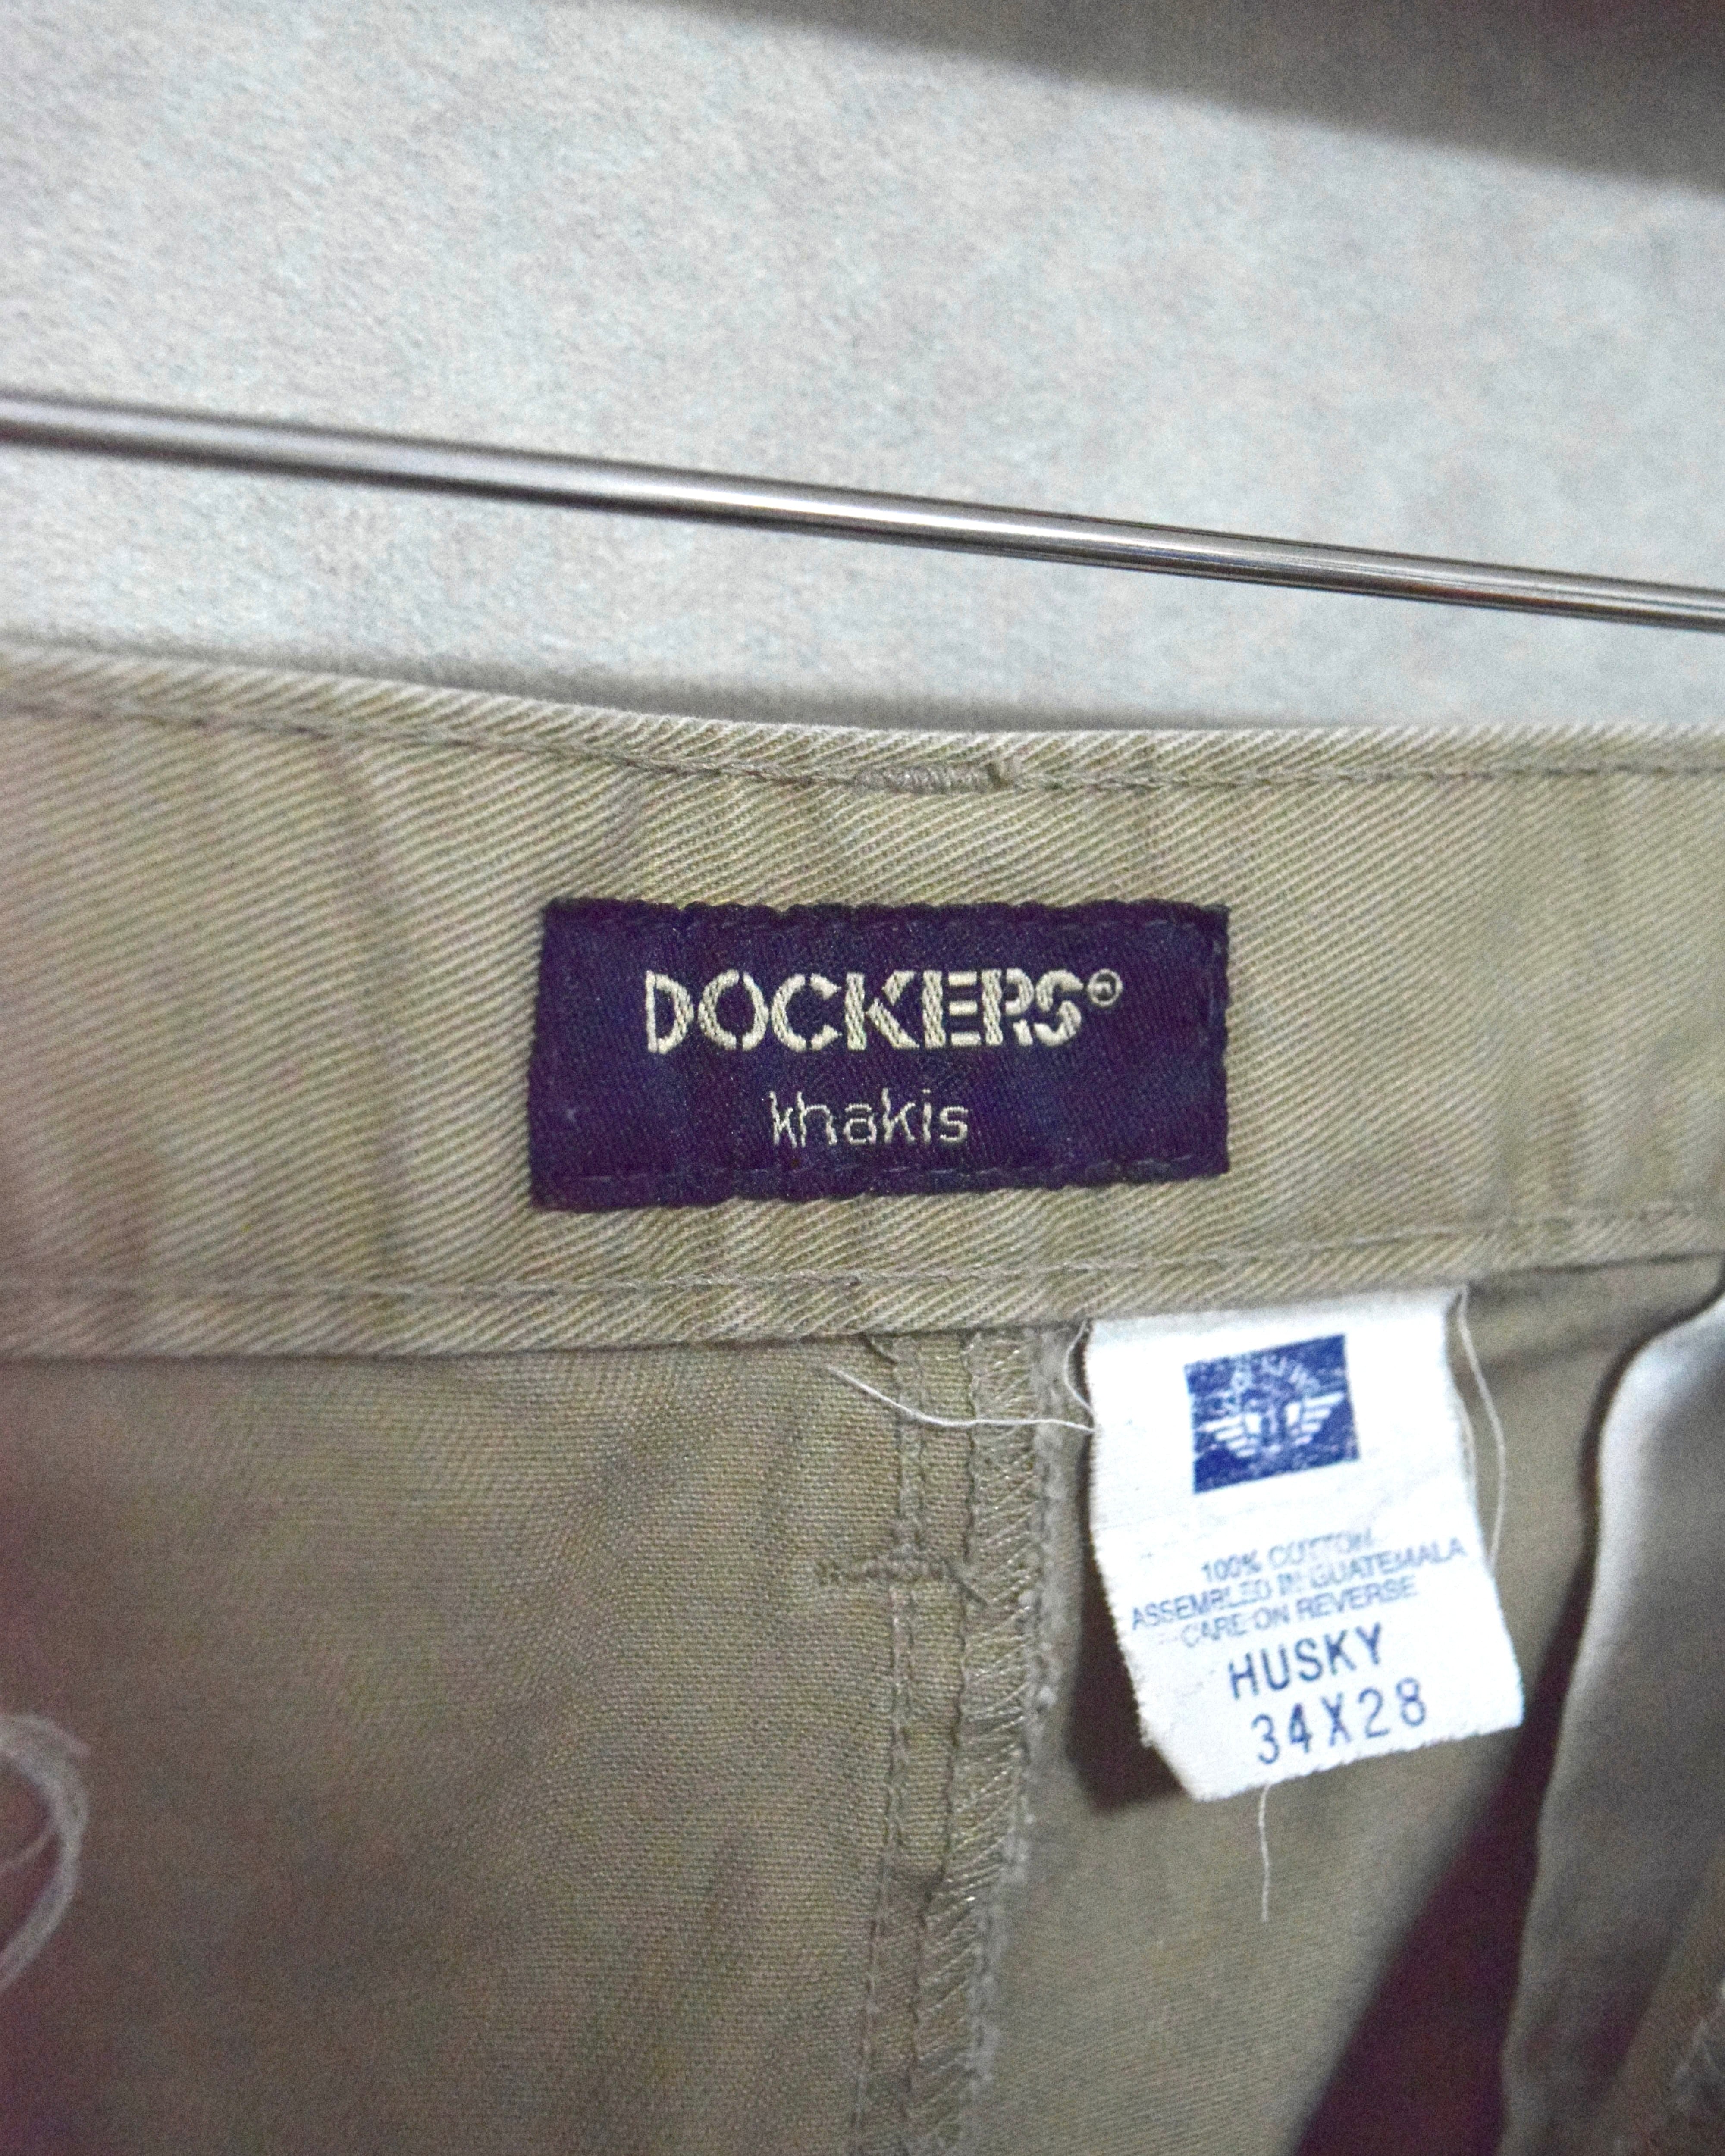 DOCKERS®
khakis
100% COTTON
ASSEMBLED IN GUATEMALA
CARE ON REVERSE
HUSKY
34X28